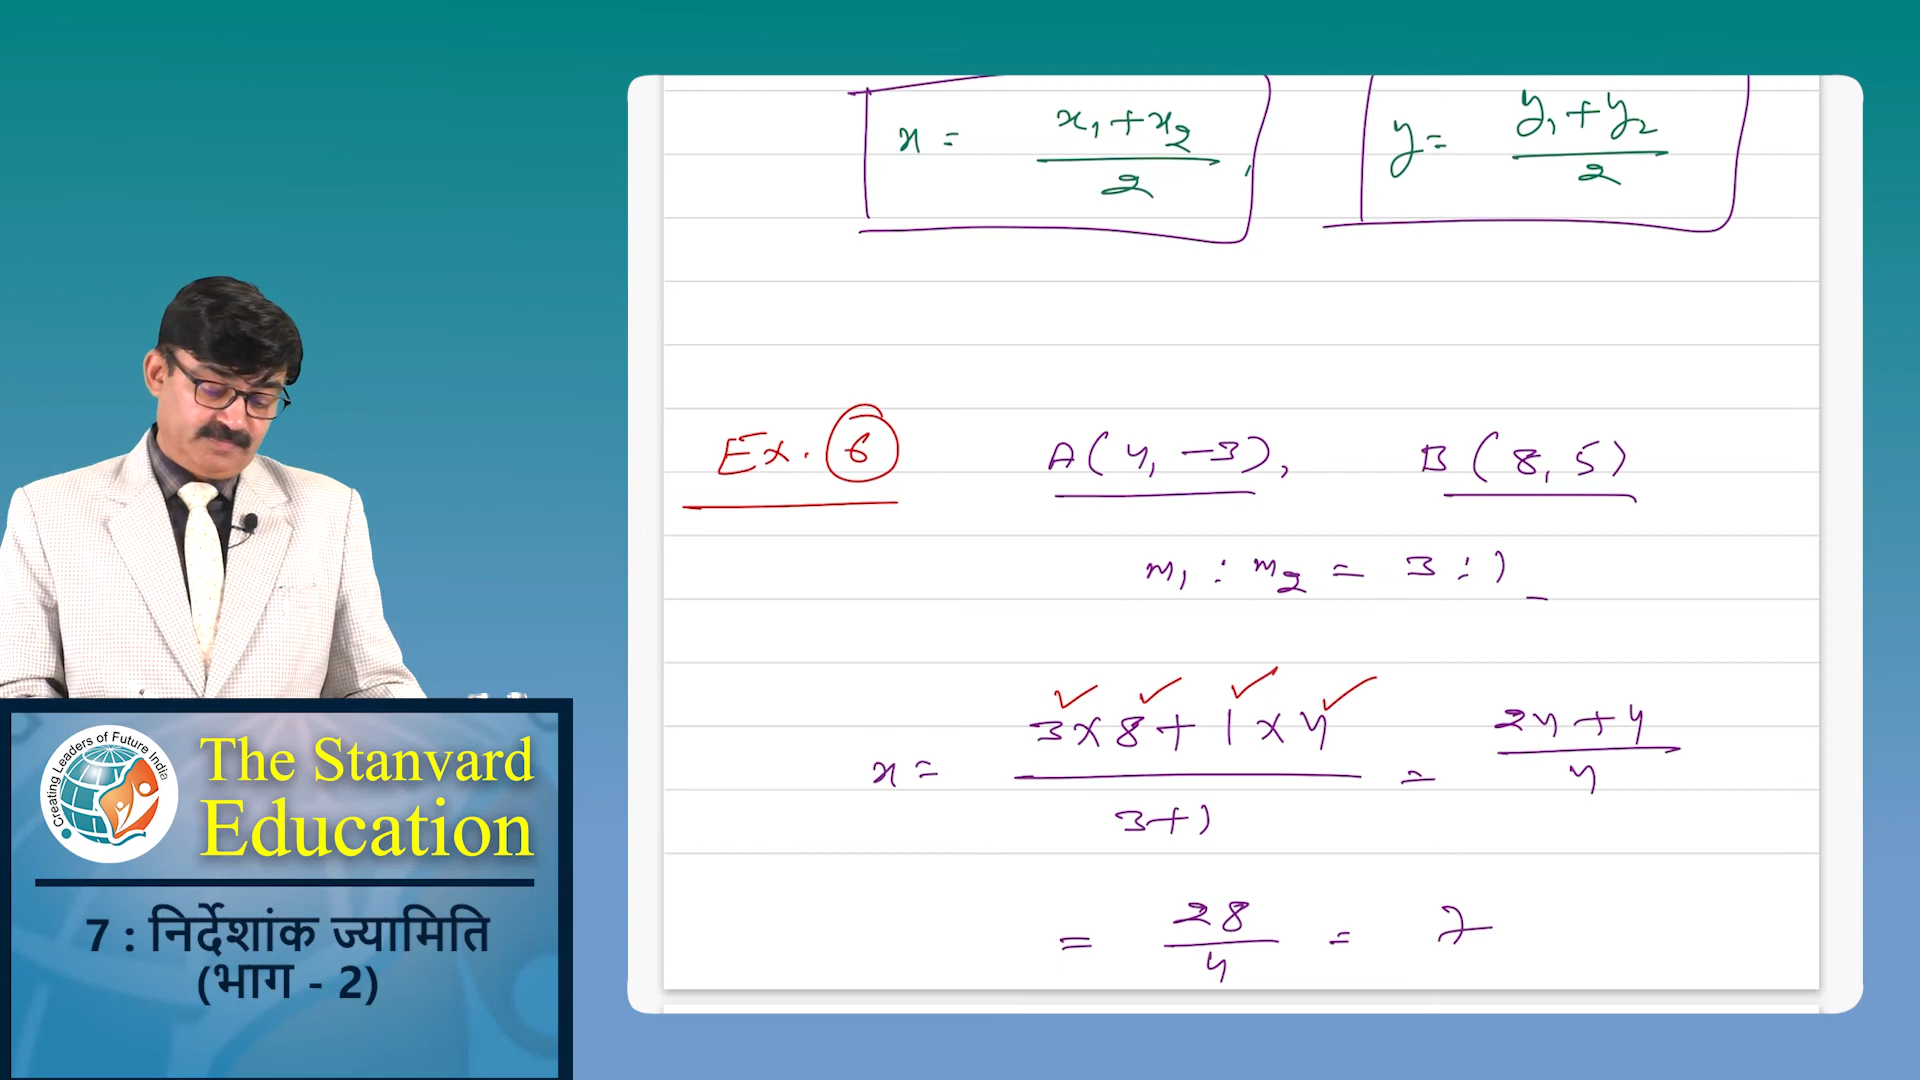 x = x₁ + x₂ / 2 ,
y = y₁ + y₂ / 2
Ex. 6 A(4, -3), B(8, 5)
m₁ : m₂ = 3 : 1
x = 3 x 8 + 1 x 4 / 3+1 = 24 + 4 / 4
= 28 / 4 = 7
Creating Leaders of Future India
The Stanvard
Education
7 : निर्देशांक ज्यामिति
(भाग - 2)